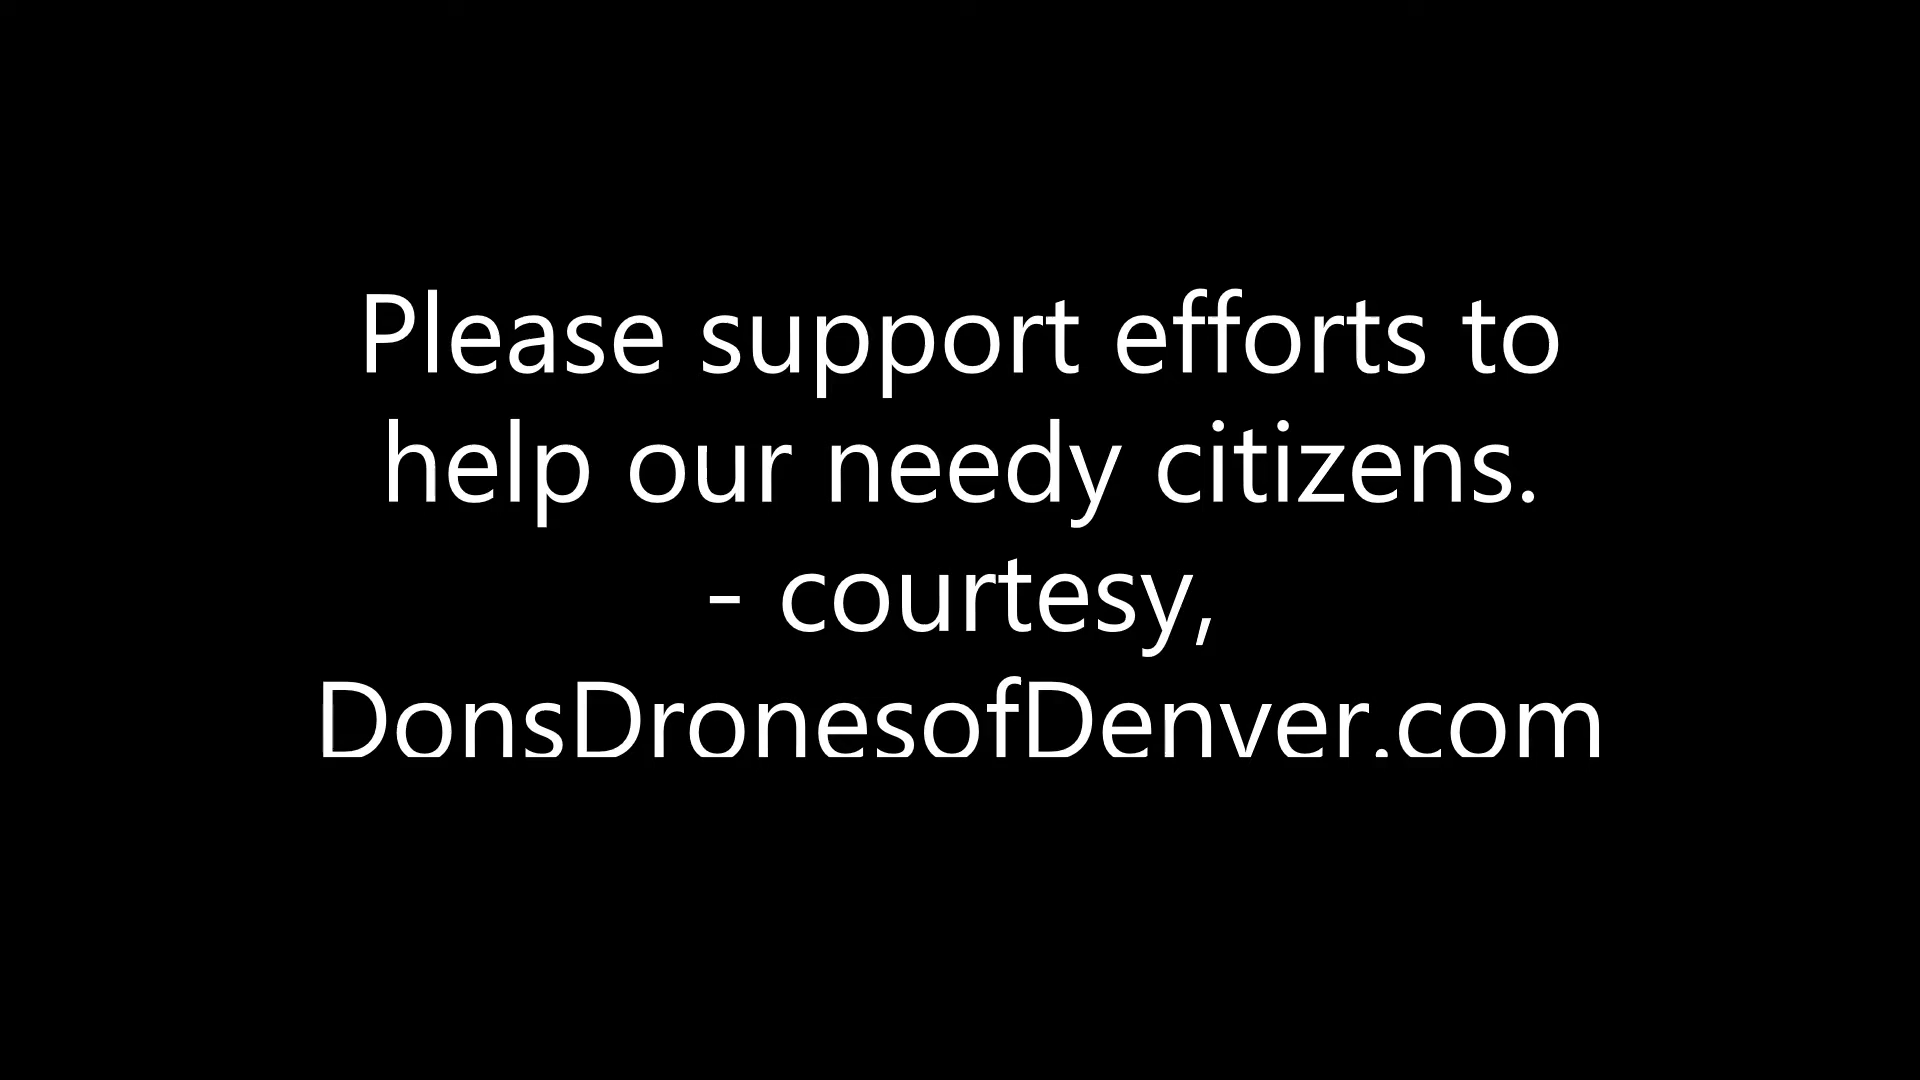 Please support efforts to
help our needy citizens.
- courtesy,
DonsDronesofDenver.com